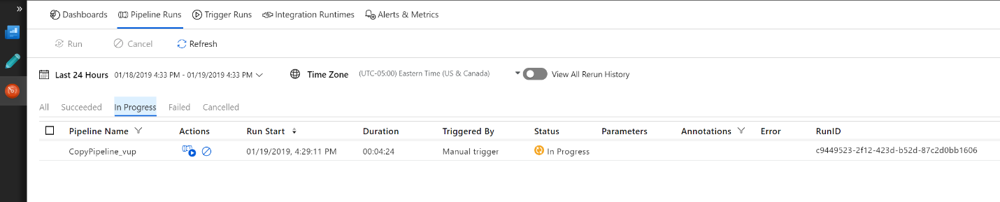 »
Dashboards Pipeline Runs Trigger Runs Integration Runtimes Alerts & Metrics
Run Cancel Refresh
Last 24 Hours 01/18/2019 4:33 PM - 01/19/2019 4:33 PM Time Zone (UTC-05:00) Eastern Time (US & Canada) View All Rerun History
All Succeeded In Progress Failed Cancelled
Pipeline Name Actions Run Start Duration Triggered By Status Parameters Annotations Error RunID
CopyPipeline_vup 01/19/2019, 4:29:11 PM 00:04:24 Manual trigger In Progress c9449523-2f12-423d-b52d-87c2d0bb1606